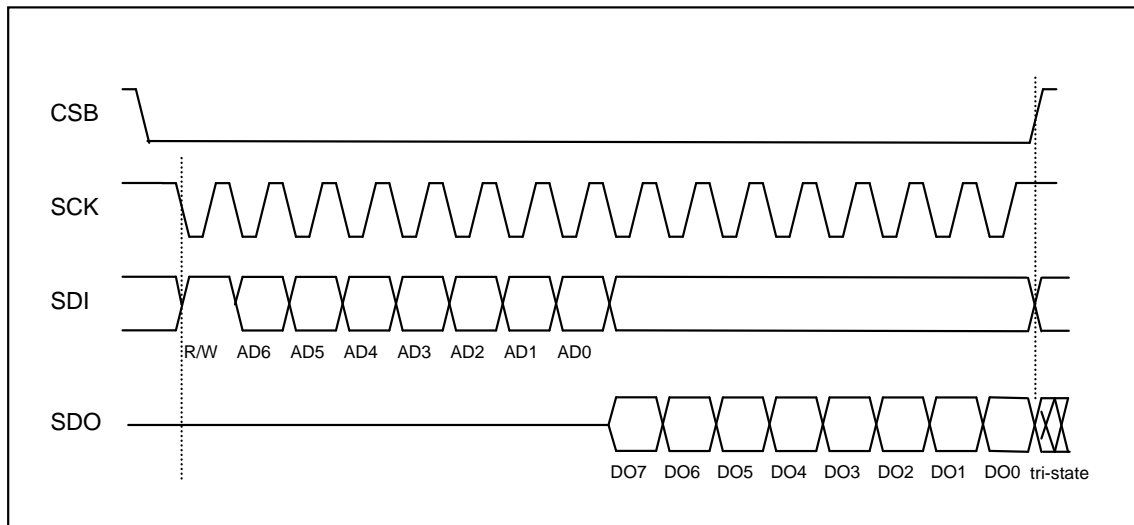 CSB
SCK
SDI
R/W AD6 AD5 AD4 AD3 AD2 AD1 AD0
SDO
DO7 DO6 DO5 DO4 DO3 DO2 DO1 DO0 tri-state